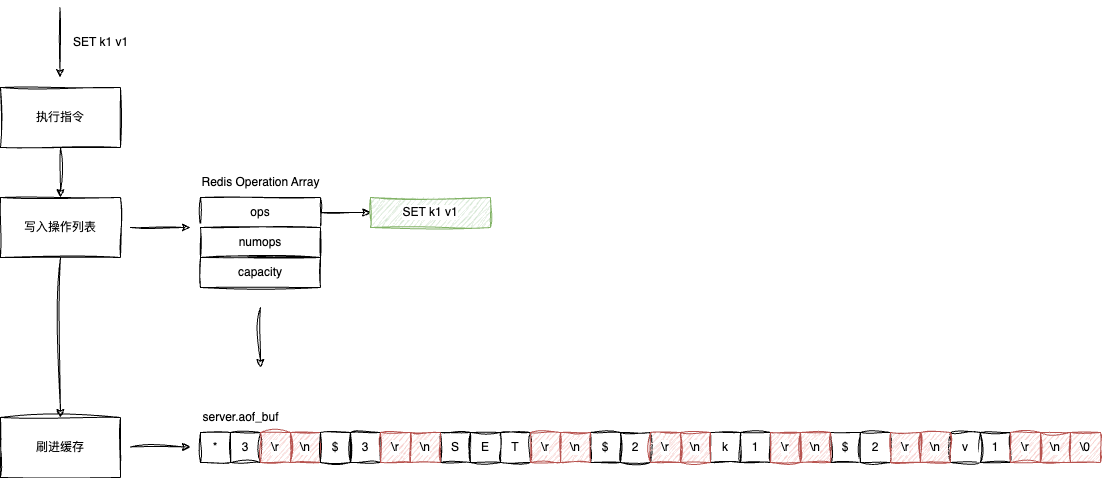 SET k1 v1
执行指令
Redis Operation Array
写入操作列表
ops
SET k1 v1
numops
capacity
server.aof_buf
刷进缓存
* 3 \r \n $ 3 \r \n S E T \r \n $ 2 \r \n k 1 \r \n $ 2 \r \n v 1 \r \n \0